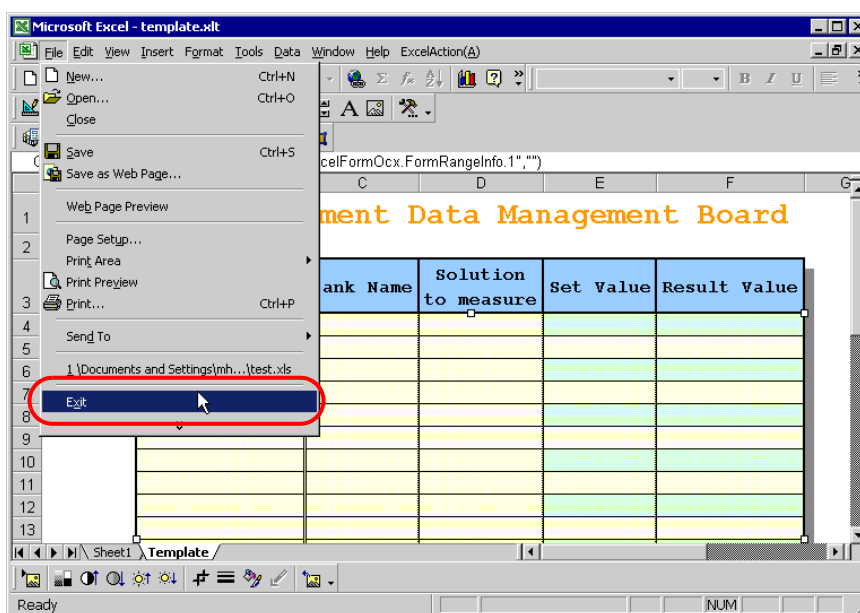 Microsoft Excel - template.xlt
File Edit View Insert Format Tools Data Window Help ExcelAction(A)
New... Ctrl+N
Open... Ctrl+O
Close
Save Ctrl+S
Save as Web Page...
Web Page Preview
Page Setup...
Print Area
Print Preview
Print... Ctrl+P
Send To
1 \Documents and Settings\mh...\test.xls
Exit
Σ fx
B I U
A
celFormOcx.FormRangeInfo.1","")
C D E F G
1 ment Data Management Board
2
3 ank Name Solution to measure Set Value Result Value
4
5
6
7
8
9
10
11
12
13
Sheet1 Template
Ready NUM